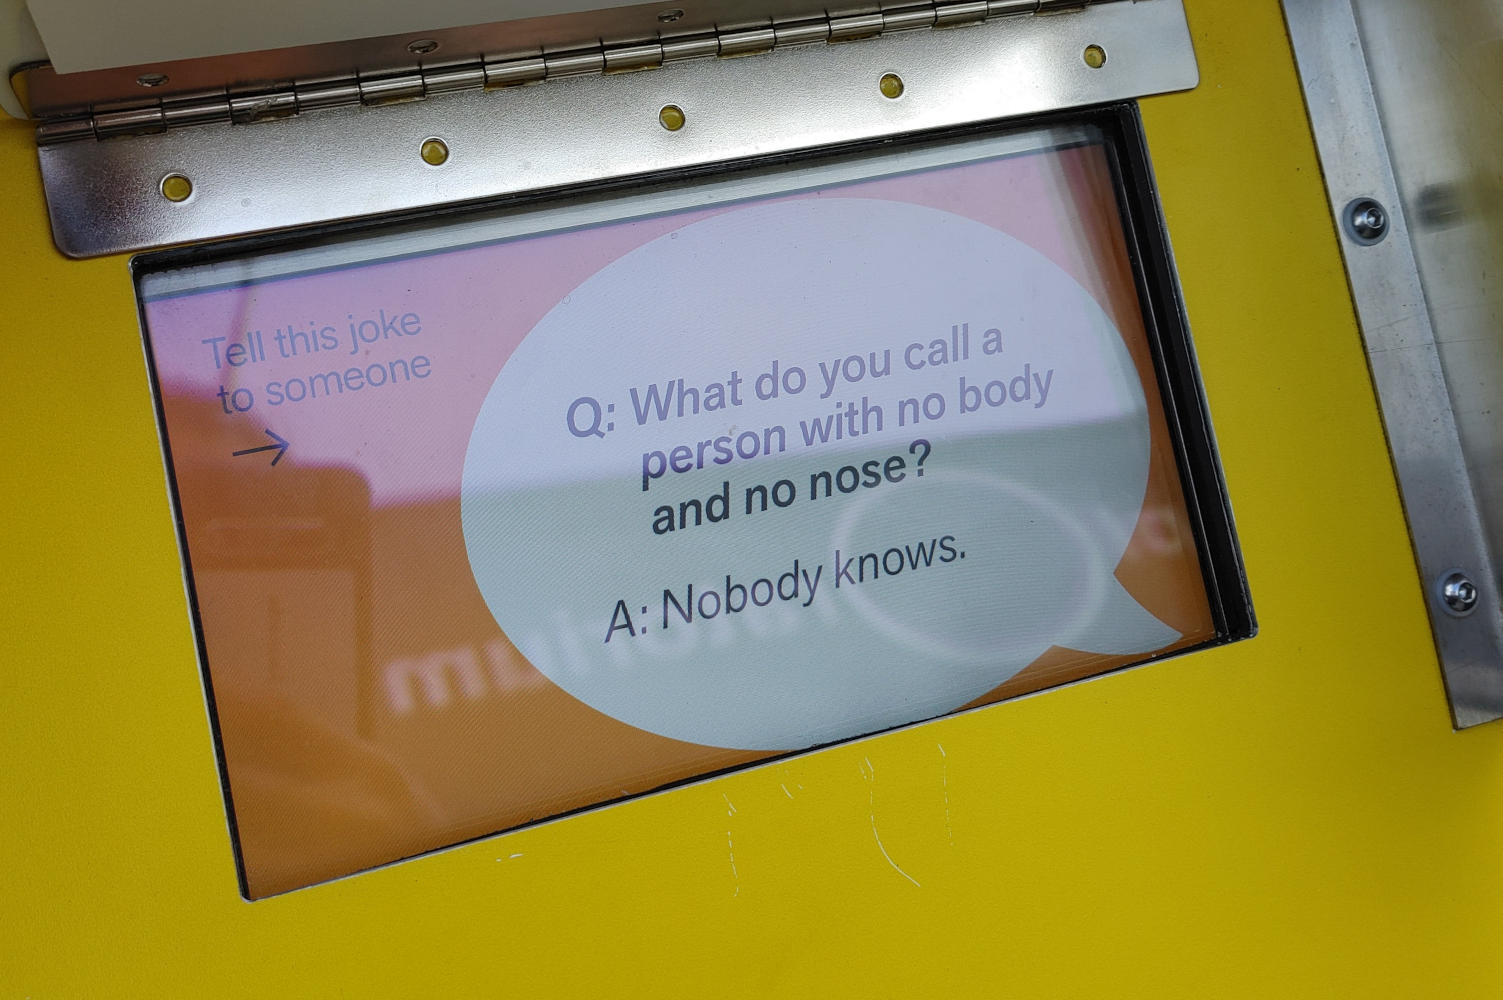 Tell this joke
to someone
→
Q: What do you call a
person with no body
and no nose?
A: Nobody knows.